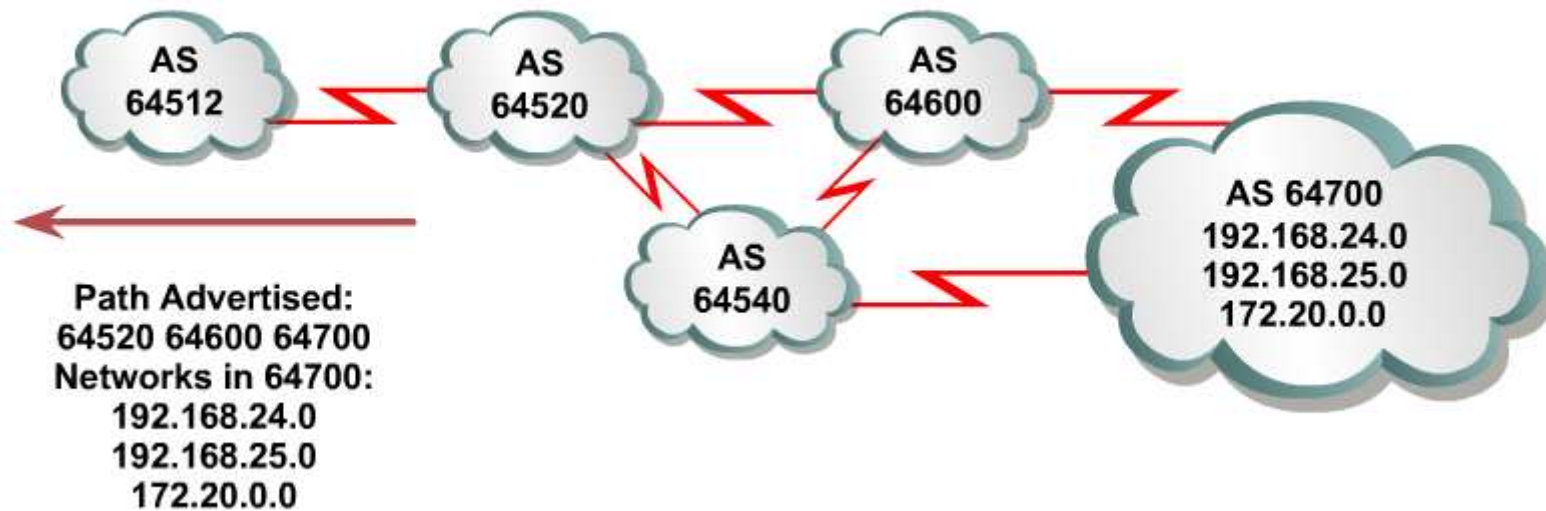 AS
64512
AS
64520
AS
64600
AS 64700
192.168.24.0
192.168.25.0
172.20.0.0
AS
64540
Path Advertised:
64520 64600 64700
Networks in 64700:
192.168.24.0
192.168.25.0
172.20.0.0